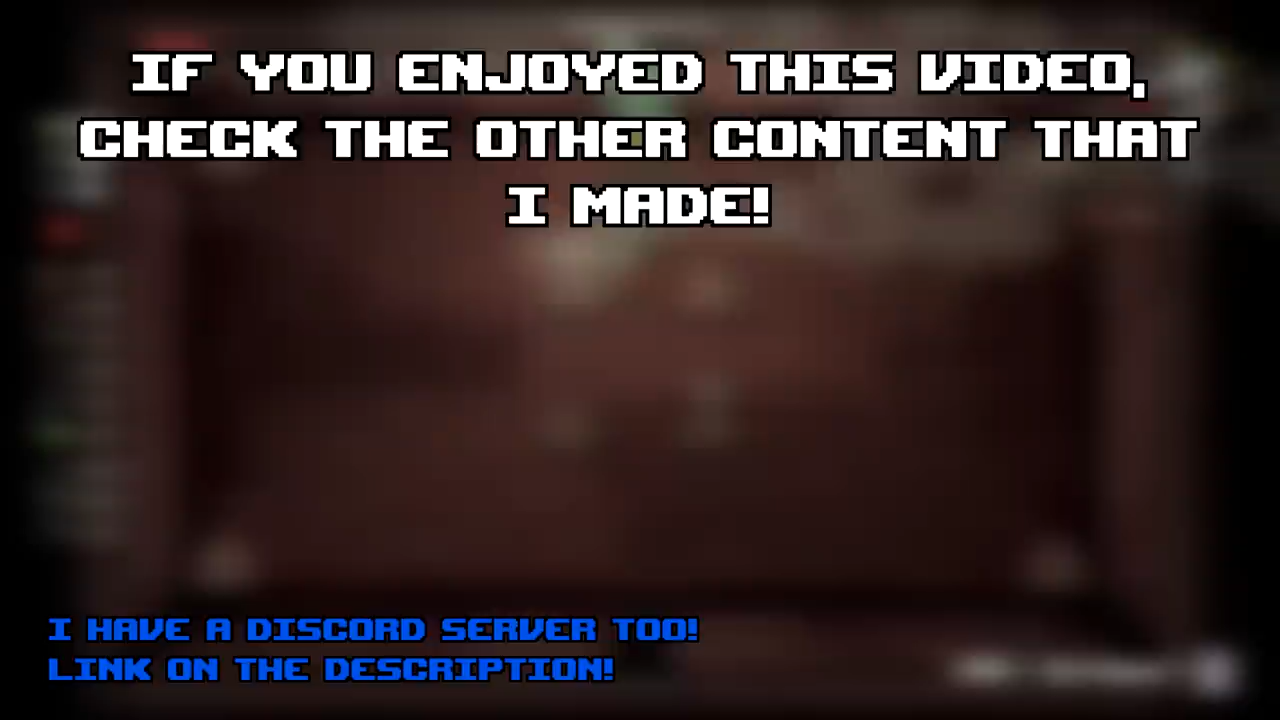 IF YOU ENJOYED THIS VIDEO,
CHECK THE OTHER CONTENT THAT
I MADE!
I HAVE A DISCORD SERVER TOO!
LINK ON THE DESCRIPTION!